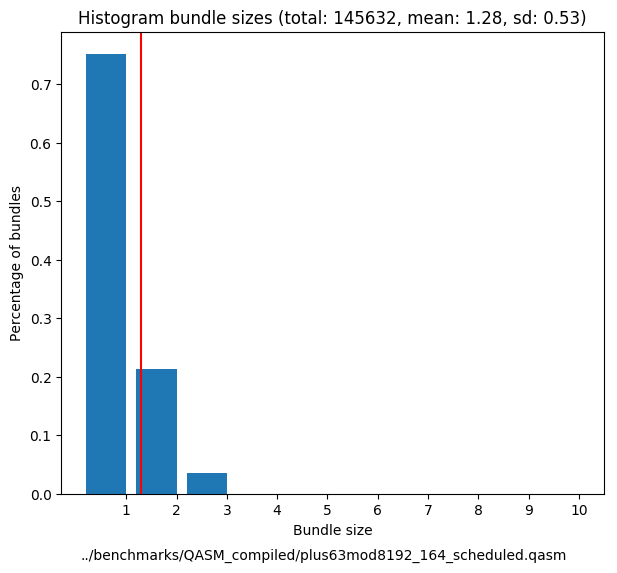 Histogram bundle sizes (total: 145632, mean: 1.28, sd: 0.53)
Percentage of bundles
0.7
0.6
0.5
0.4
0.3
0.2
0.1
0.0
1 2 3 4 5 6 7 8 9 10
Bundle size
../benchmarks/QASM_compiled/plus63mod8192_164_scheduled.qasm